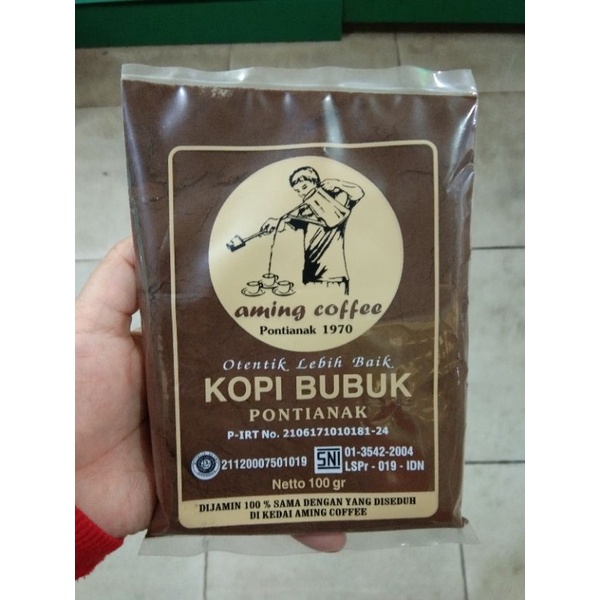 aming coffee
Pontianak 1970
Otentik Lebih Baik
KOPI BUBUK
PONTIANAK
P-IRT No. 2106171010181-24
21120007501019 SNI 01-3542-2004
LSPr - 019 - IDN
Netto 100 gr
DIJAMIN 100 % SAMA DENGAN YANG DISEDUH
DI KEDAI AMING COFFEE